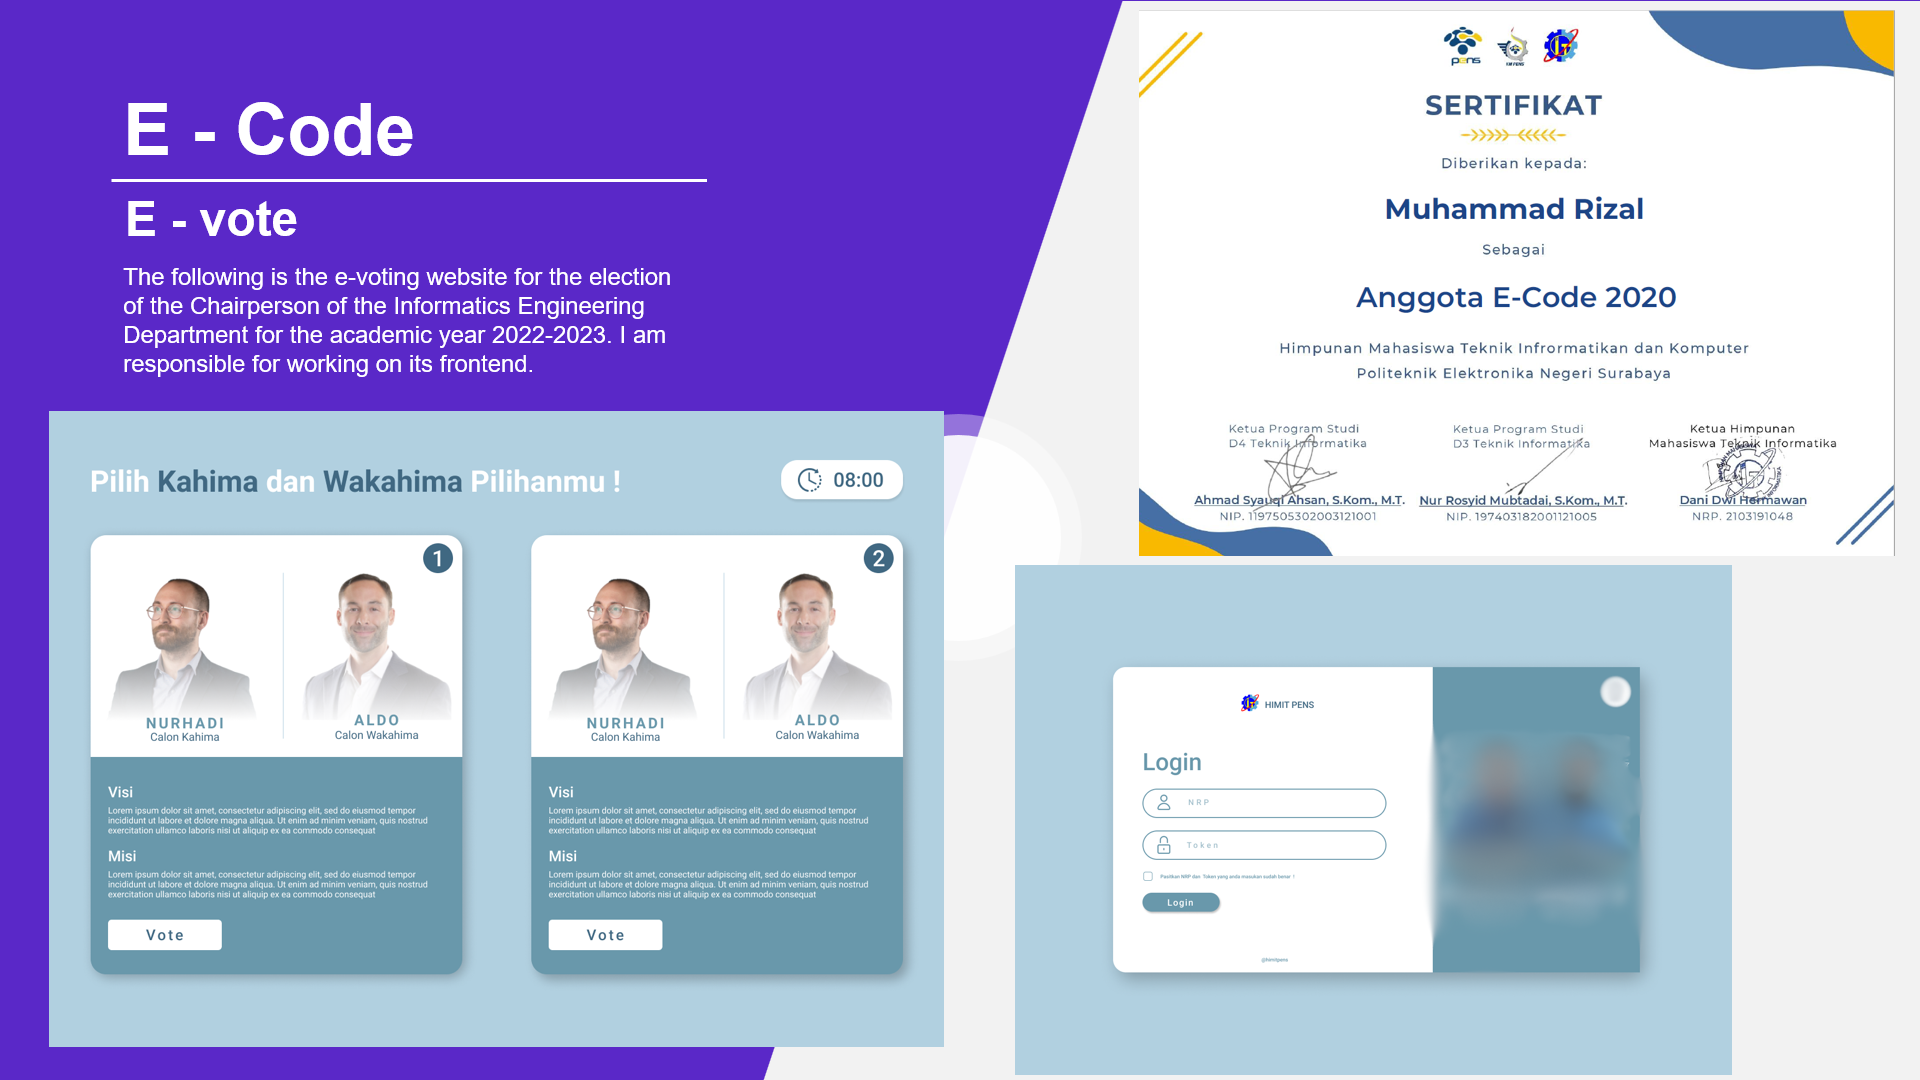 E - Code
E - vote
The following is the e-voting website for the election
of the Chairperson of the Informatics Engineering
Department for the academic year 2022-2023. I am
responsible for working on its frontend.
Pilih Kahima dan Wakahima Pilihanmu !
08:00
1
NURHADI
Calon Kahima
ALDO
Calon Wakahima
Visi
Lorem ipsum dolor sit amet, consectetur adipiscing elit, sed do eiusmod tempor
incididunt ut labore et dolore magna aliqua. Ut enim ad minim veniam, quis nostrud
exercitation ullamco laboris nisi ut aliquip ex ea commodo consequat
Misi
Lorem ipsum dolor sit amet, consectetur adipiscing elit, sed do eiusmod tempor
incididunt ut labore et dolore magna aliqua. Ut enim ad minim veniam, quis nostrud
exercitation ullamco laboris nisi ut aliquip ex ea commodo consequat
Vote
2
NURHADI
Calon Kahima
ALDO
Calon Wakahima
Visi
Lorem ipsum dolor sit amet, consectetur adipiscing elit, sed do eiusmod tempor
incididunt ut labore et dolore magna aliqua. Ut enim ad minim veniam, quis nostrud
exercitation ullamco laboris nisi ut aliquip ex ea commodo consequat
Misi
Lorem ipsum dolor sit amet, consectetur adipiscing elit, sed do eiusmod tempor
incididunt ut labore et dolore magna aliqua. Ut enim ad minim veniam, quis nostrud
exercitation ullamco laboris nisi ut aliquip ex ea commodo consequat
Vote
pens
HM PENS
SERTIFIKAT
Diberikan kepada:
Muhammad Rizal
Sebagai
Anggota E-Code 2020
Himpunan Mahasiswa Teknik Infrormatikan dan Komputer
Politeknik Elektronika Negeri Surabaya
Ketua Program Studi
D4 Teknik Informatika
Ahmad Syauqi Ahsan, S.Kom., M.T.
NIP. 1197505302003121001
Ketua Program Studi
D3 Teknik Informatika
Nur Rosyid Mubtadai, S.Kom., M.T.
NIP. 197403182001121005
Ketua Himpunan
Mahasiswa Teknik Informatika
Dani Dwi Hermawan
NRP. 2103191048
HIMIT PENS
Login
NRP
Token
Pastikan NRP dan Token yang anda masukan sudah benar !
Login
@himitpens